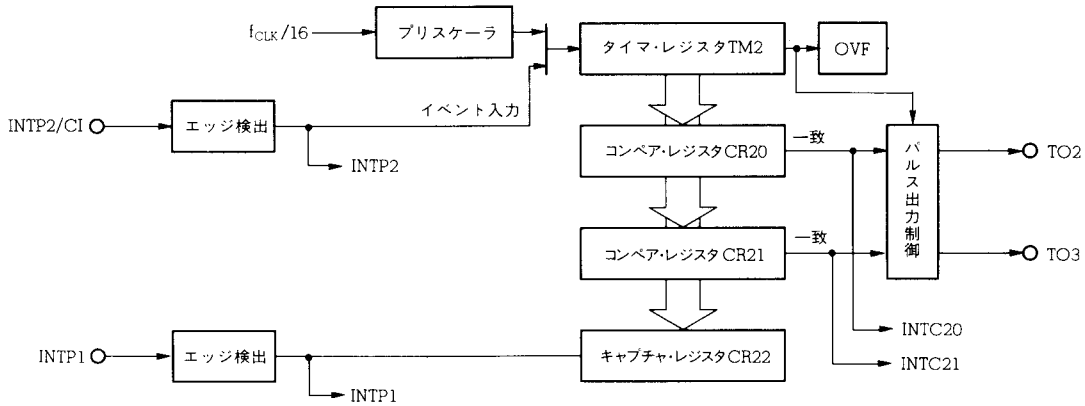 fCLK/16
プリスケーラ
タイマ・レジスタTM2
OVF
イベント入力
INTP2/CI
エッジ検出
INTP2
コンペア・レジスタCR20
一致
パルス出力制御
TO2
コンペア・レジスタCR21
一致
TO3
INTC20
INTP1
エッジ検出
キャプチャ・レジスタCR22
INTC21
INTP1